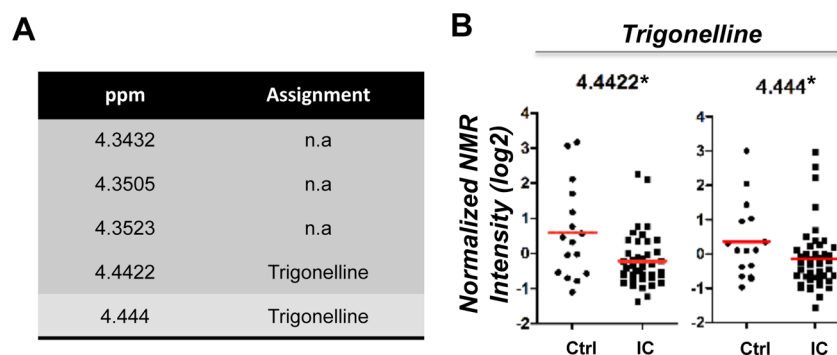 A
ppm Assignment
4.3432 n.a
4.3505 n.a
4.3523 n.a
4.4422 Trigonelline
4.444 Trigonelline
B
Trigonelline
4.4422*
4.444*
Normalized NMR
Intensity (log2)
4
3
2
1
0
-1
-2
Ctrl IC
4
3
2
1
0
-1
-2
Ctrl IC